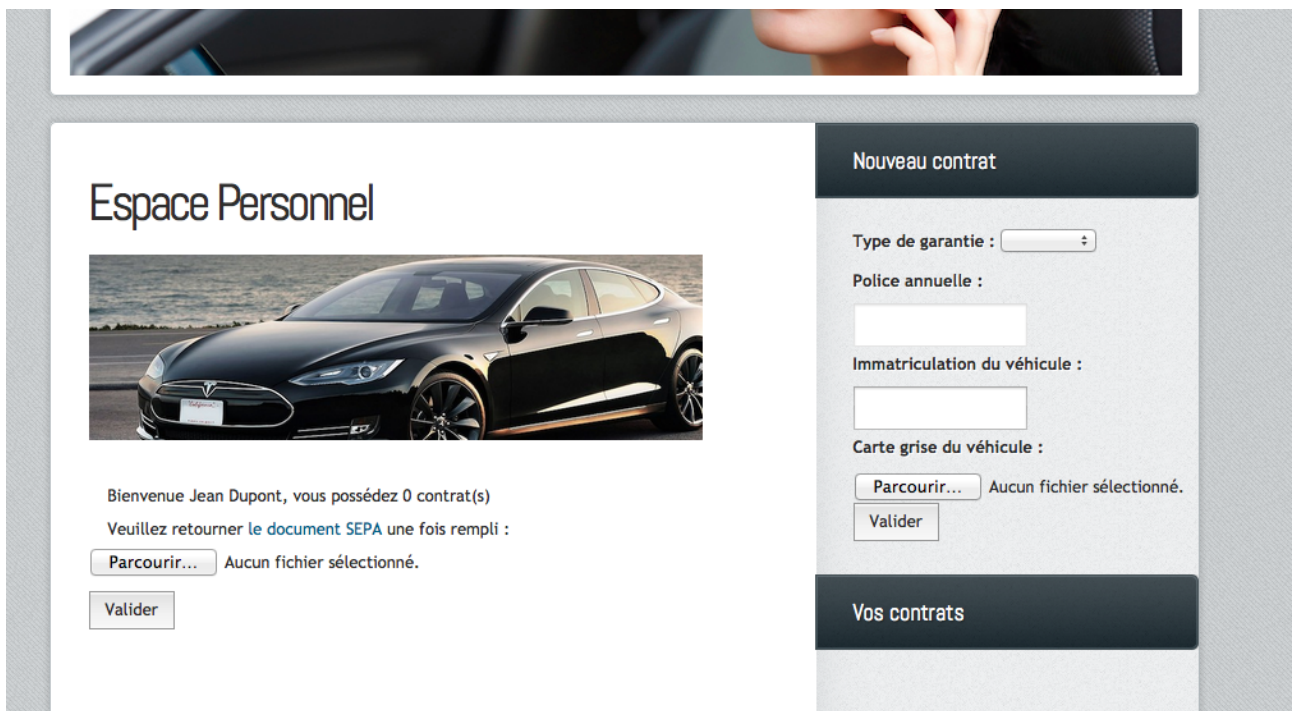 Espace Personnel
Bienvenue Jean Dupont, vous possédez 0 contrat(s)
Veuillez retourner le document SEPA une fois rempli :
Parcourir... Aucun fichier sélectionné.
Valider
Nouveau contrat
Type de garantie :
Police annuelle :
Immatriculation du véhicule :
Carte grise du véhicule :
Parcourir... Aucun fichier sélectionné.
Valider
Vos contrats